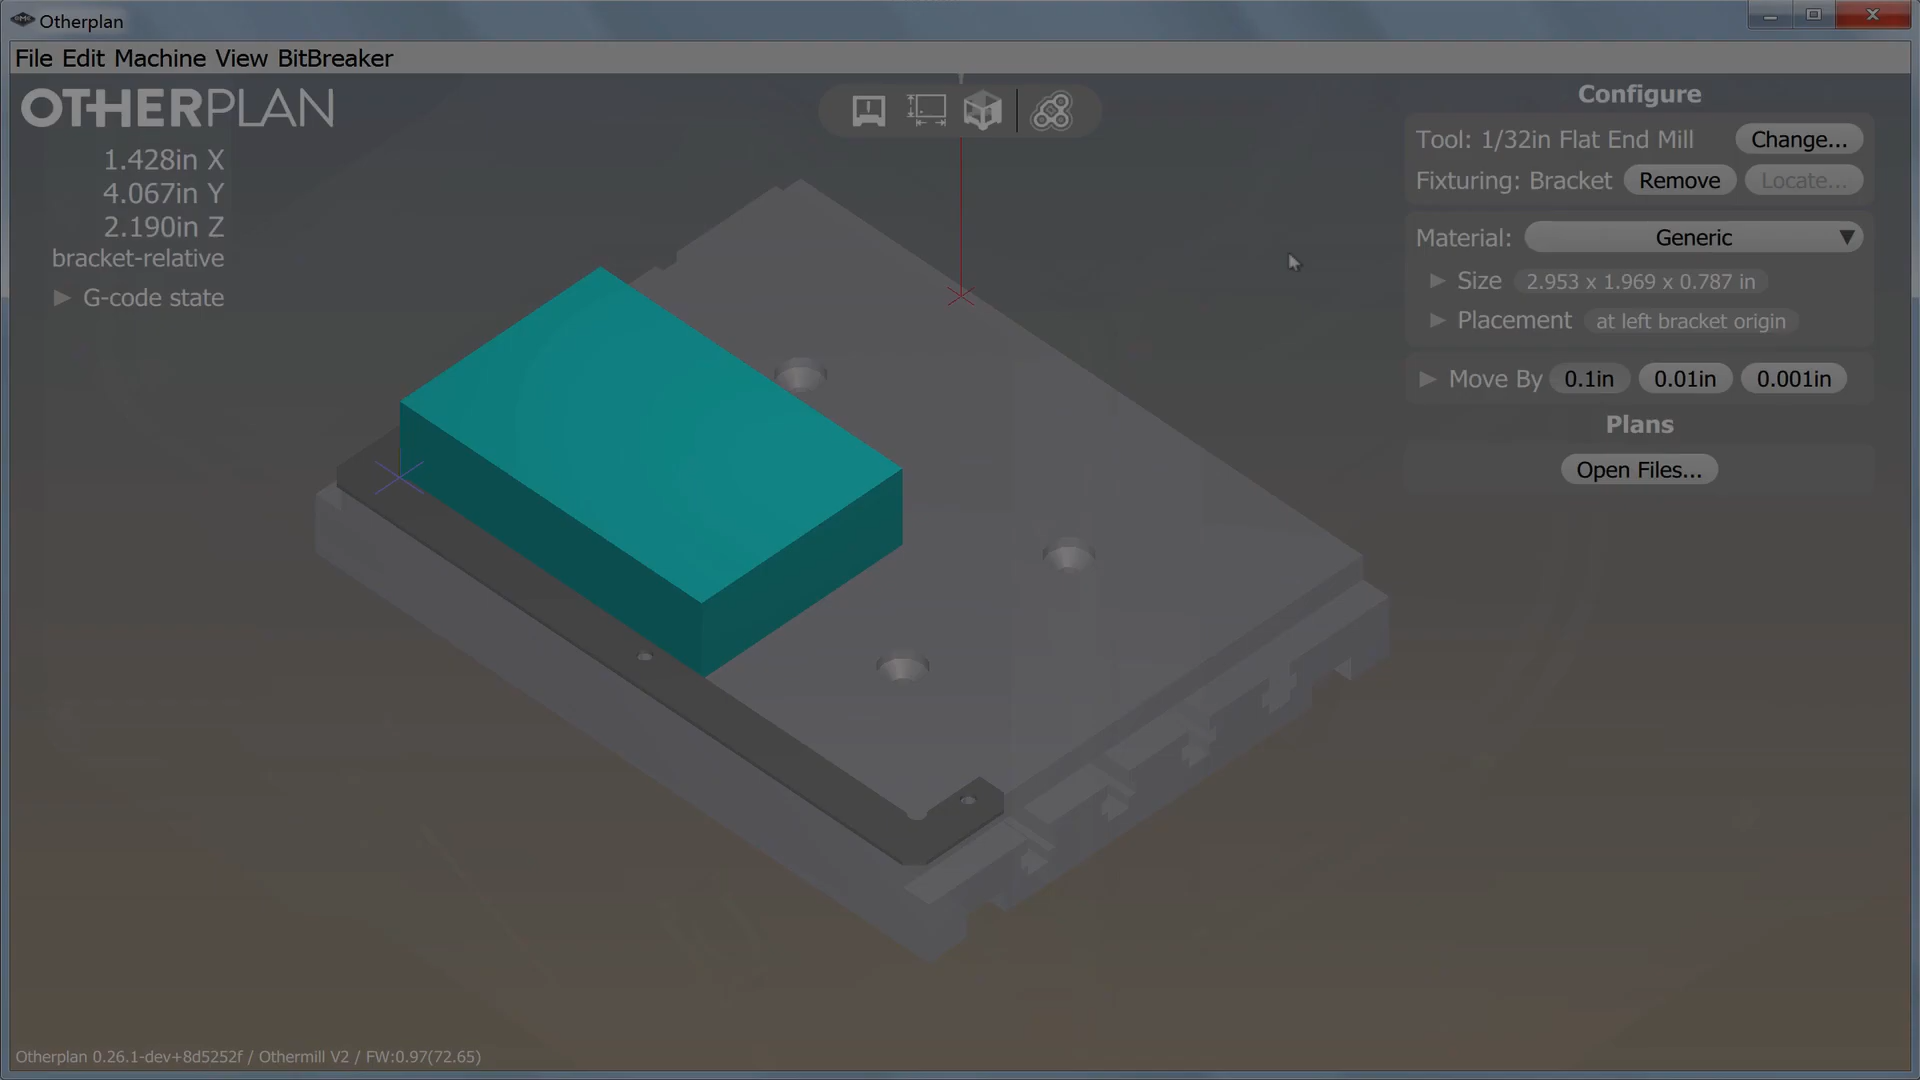 Otherplan
File Edit Machine View BitBreaker
OTHERPLAN
1.428in X
4.067in Y
2.190in Z
bracket-relative
G-code state
Configure
Tool: 1/32in Flat End Mill Change...
Fixturing: Bracket Remove Locate...
Material: Generic
Size 2.953 x 1.969 x 0.787 in
Placement at left bracket origin
Move By 0.1in 0.01in 0.001in
Plans
Open Files...
Otherplan 0.26.1-dev+8d5252f / Othermill V2 / FW:0.97(72.65)